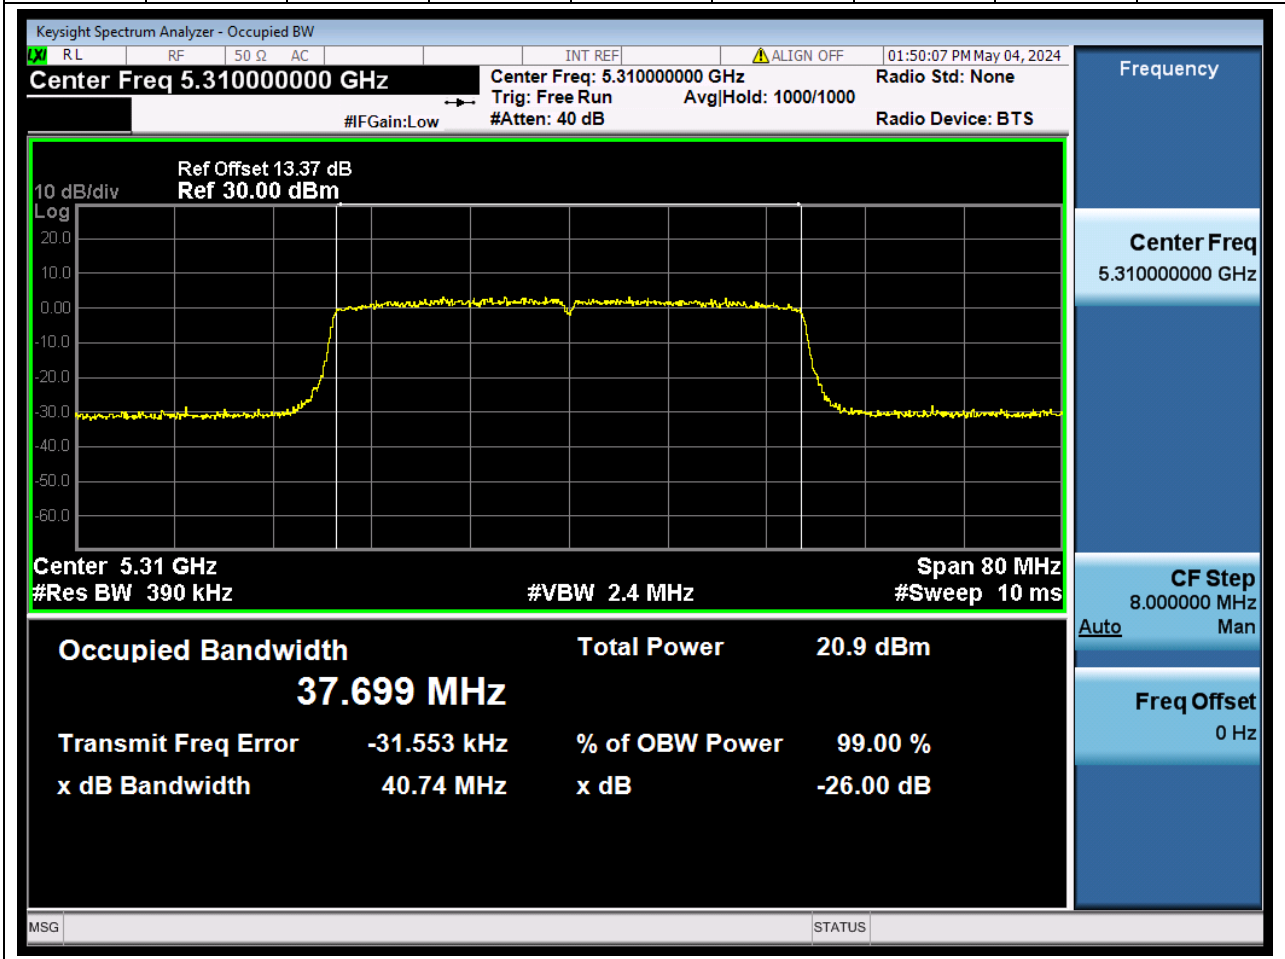 Keysight Spectrum Analyzer - Occupied BW
LXI RL RF 50 Ω AC INT REF ALIGN OFF 01:50:07 PM May 04, 2024
Center Freq 5.310000000 GHz
Center Freq: 5.310000000 GHz
Radio Std: None
Trig: Free Run Avg|Hold: 1000/1000
#IFGain:Low
#Atten: 40 dB
Radio Device: BTS
Ref Offset 13.37 dB
10 dB/div Ref 30.00 dBm
Log
20.0
10.0
0.00
-10.0
-20.0
-30.0
-40.0
-50.0
-60.0
Center 5.31 GHz Span 80 MHz
#Res BW 390 kHz #VBW 2.4 MHz #Sweep 10 ms
Occupied Bandwidth Total Power 20.9 dBm
37.699 MHz
Transmit Freq Error -31.553 kHz % of OBW Power 99.00 %
x dB Bandwidth 40.74 MHz x dB -26.00 dB
Frequency
Center Freq
5.310000000 GHz
CF Step
8.000000 MHz
Auto Man
Freq Offset
0 Hz
MSG STATUS